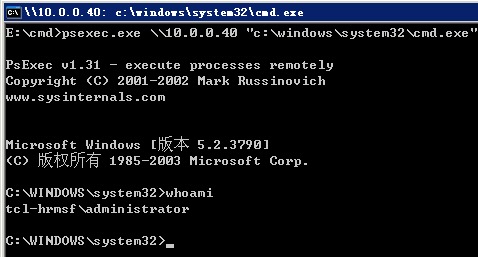 \\10.0.0.40: c:\windows\system32\cmd.exe
E:\cmd>psexec.exe \\10.0.0.40 "c:\windows\system32\cmd.exe"
PsExec v1.31 - execute processes remotely
Copyright (C) 2001-2002 Mark Russinovich
www.sysinternals.com
Microsoft Windows [版本 5.2.3790]
(C) 版权所有 1985-2003 Microsoft Corp.
C:\WINDOWS\system32>whoami
tcl-hrmsf\administrator
C:\WINDOWS\system32>_